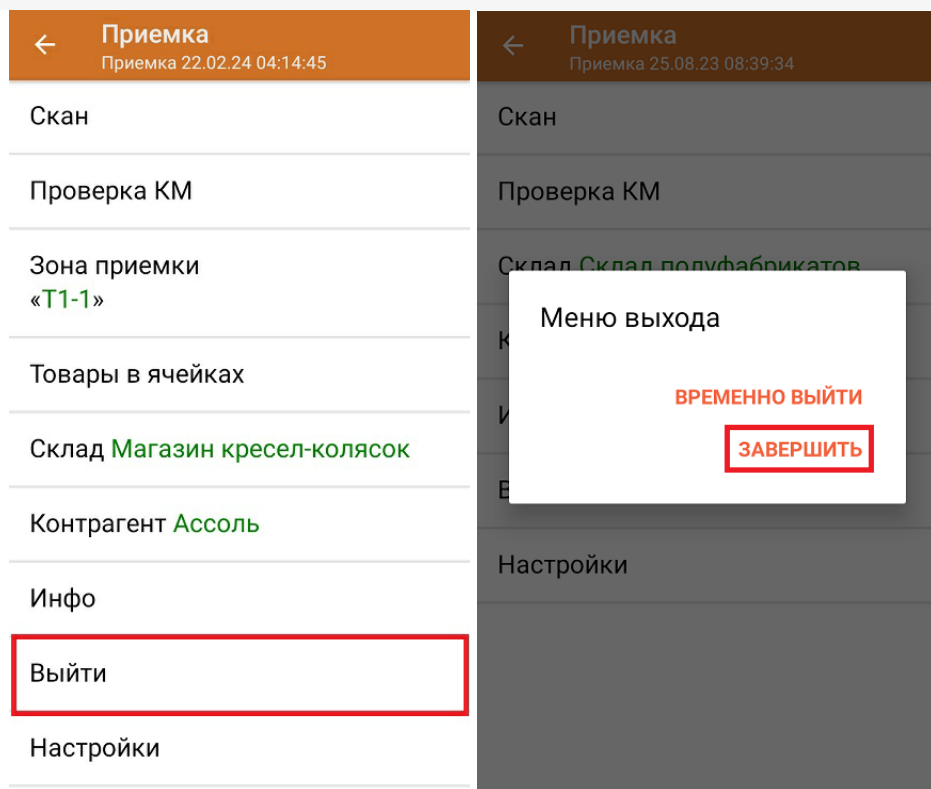 Приемка
Приемка 22.02.24 04:14:45
Скан
Проверка КМ
Зона приемки
«Т1-1»
Товары в ячейках
Склад Магазин кресел-колясок
Контрагент Ассоль
Инфо
Выйти
Настройки
Приемка
Приемка 25.08.23 08:39:34
Скан
Проверка КМ
Склад Склад полуфабрикатов
Меню выхода
ВРЕМЕННО ВЫЙТИ
ЗАВЕРШИТЬ
Настройки